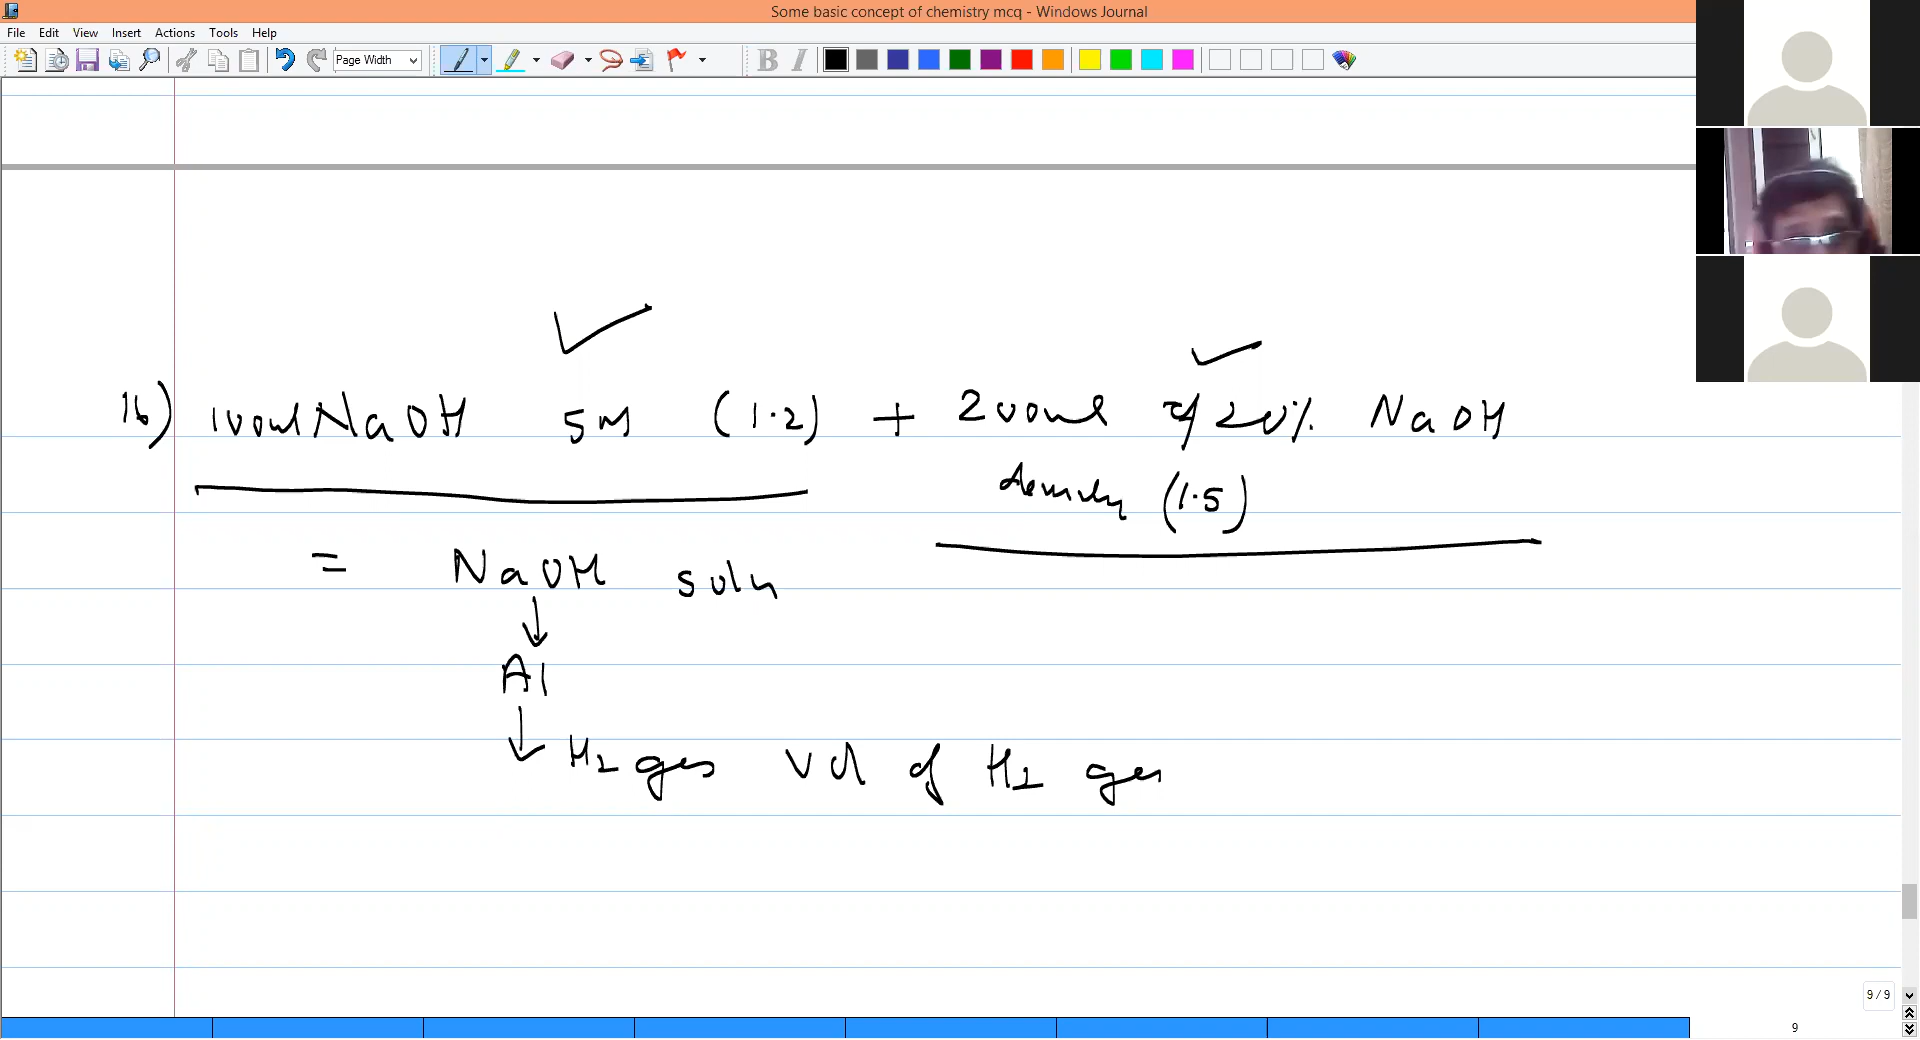 Some basic concept of chemistry mcq - Windows Journal
File Edit View Insert Actions Tools Help
Page Width
B I
16) 100ml NaOH 5M (1.2) + 200ml of 20% NaOH
density (1.5)
= NaOH soln
↓
Al
↓ H2 gas vol of H2 gas
9 / 9
9